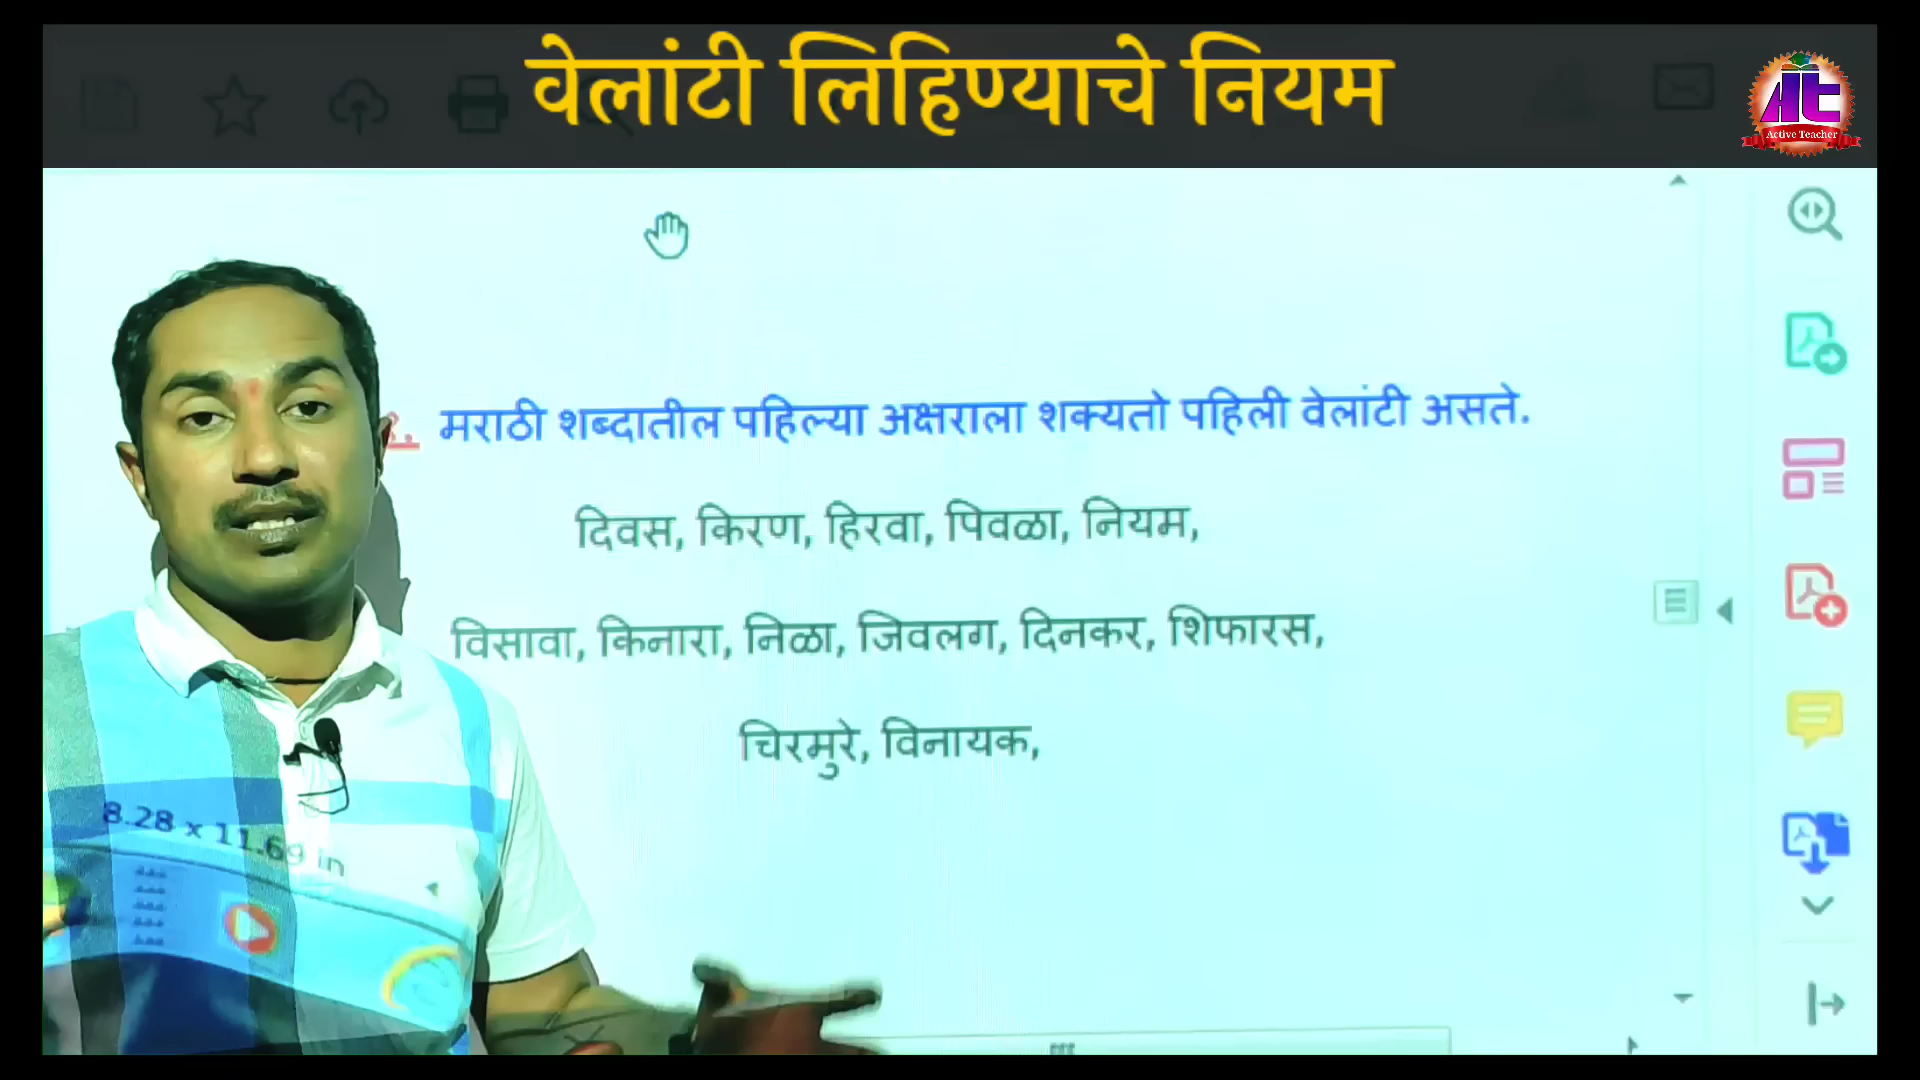 वेलांटी लिहिण्याचे नियम
At
Active Teacher
मराठी शब्दातील पहिल्या अक्षराला शक्यतो पहिली वेलांटी असते.
दिवस, किरण, हिरवा, पिवळा, नियम,
विसावा, किनारा, निळा, जिवलग, दिनकर, शिफारस,
चिरमुरे, विनायक,
8.28 x 11.69 in